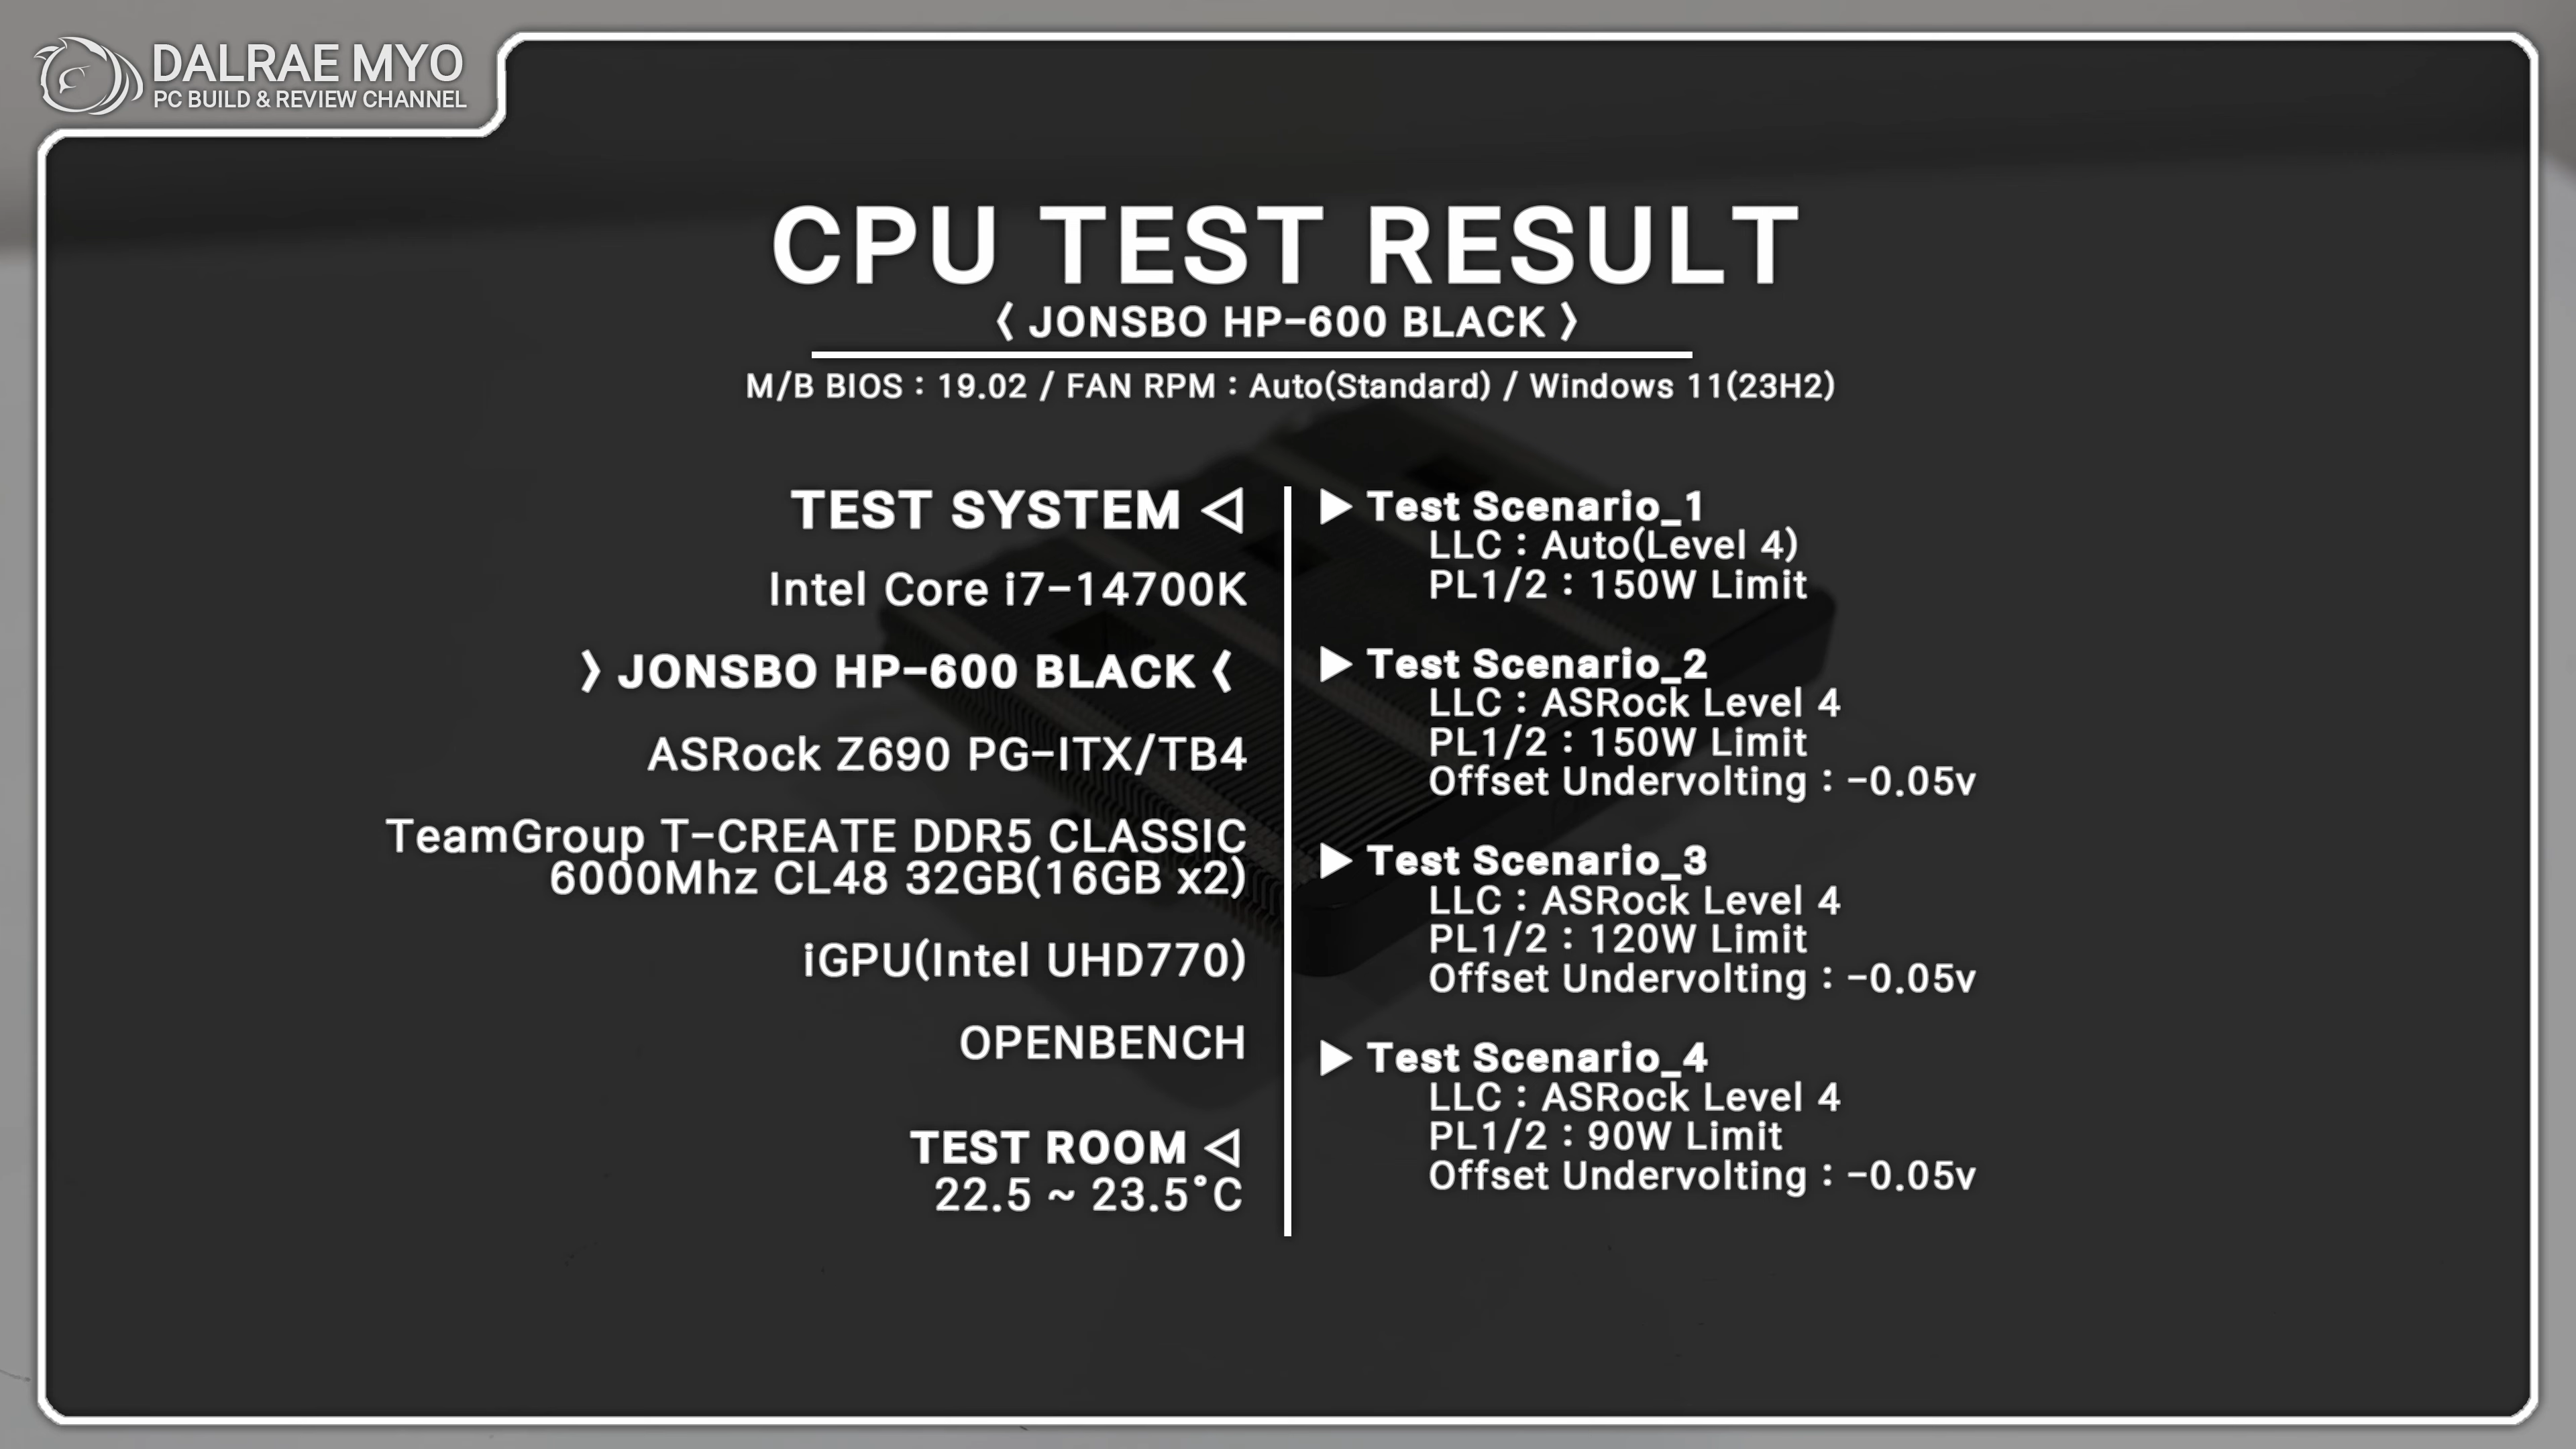 DALRAE MYO
PC BUILD & REVIEW CHANNEL
CPU TEST RESULT
⟨ JONSBO HP-600 BLACK ⟩
M/B BIOS : 19.02 / FAN RPM : Auto(Standard) / Windows 11(23H2)
TEST SYSTEM ◁
Intel Core i7-14700K
⟩ JONSBO HP-600 BLACK ⟨
ASRock Z690 PG-ITX/TB4
TeamGroup T-CREATE DDR5 CLASSIC
6000Mhz CL48 32GB(16GB x2)
iGPU(Intel UHD770)
OPENBENCH
TEST ROOM ◁
22.5 ~ 23.5°C
▶ Test Scenario_1
LLC : Auto(Level 4)
PL1/2 : 150W Limit
▶ Test Scenario_2
LLC : ASRock Level 4
PL1/2 : 150W Limit
Offset Undervolting : -0.05v
▶ Test Scenario_3
LLC : ASRock Level 4
PL1/2 : 120W Limit
Offset Undervolting : -0.05v
▶ Test Scenario_4
LLC : ASRock Level 4
PL1/2 : 90W Limit
Offset Undervolting : -0.05v